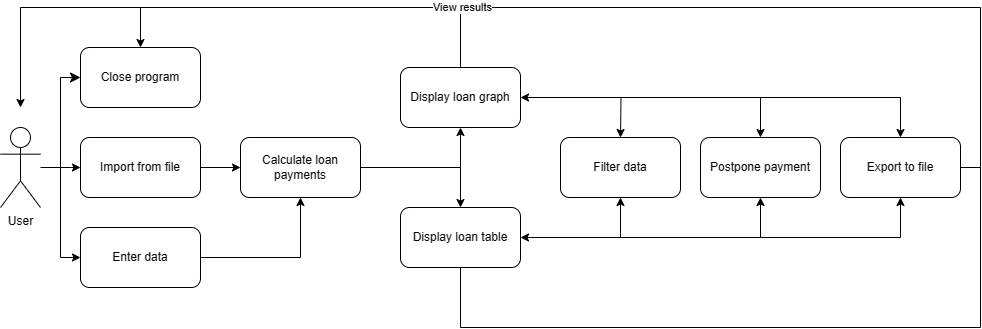 View results
Close program
Display loan graph
Import from file
Calculate loan
payments
Filter data
Postpone payment
Export to file
User
Enter data
Display loan table